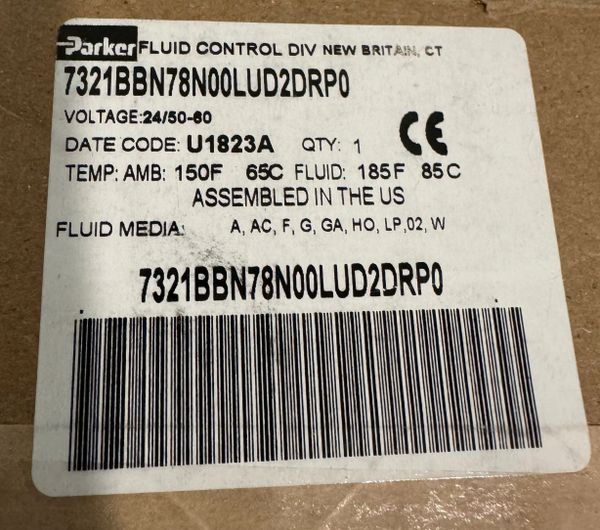 Parker FLUID CONTROL DIV NEW BRITAIN, CT
7321BBN78N00LUD2DRP0
VOLTAGE:24/50-60
DATE CODE: U1823A QTY: 1 CE
TEMP: AMB: 150F 65C FLUID: 185F 85C
ASSEMBLED IN THE US
FLUID MEDIA: A, AC, F, G, GA, HO, LP,02, W
7321BBN78N00LUD2DRP0